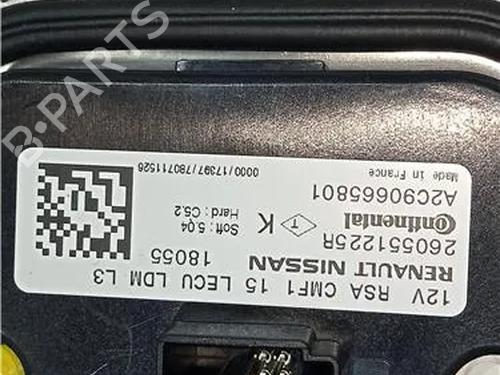 12V RSA CMF1 15 LECU LDM L3
RENAULT NISSAN 18055
260551225R
Continental K T Soft : 5.04
Hard : C5.2
A2C90665801
Made in France 0000/17397/780711526
B-PARTS